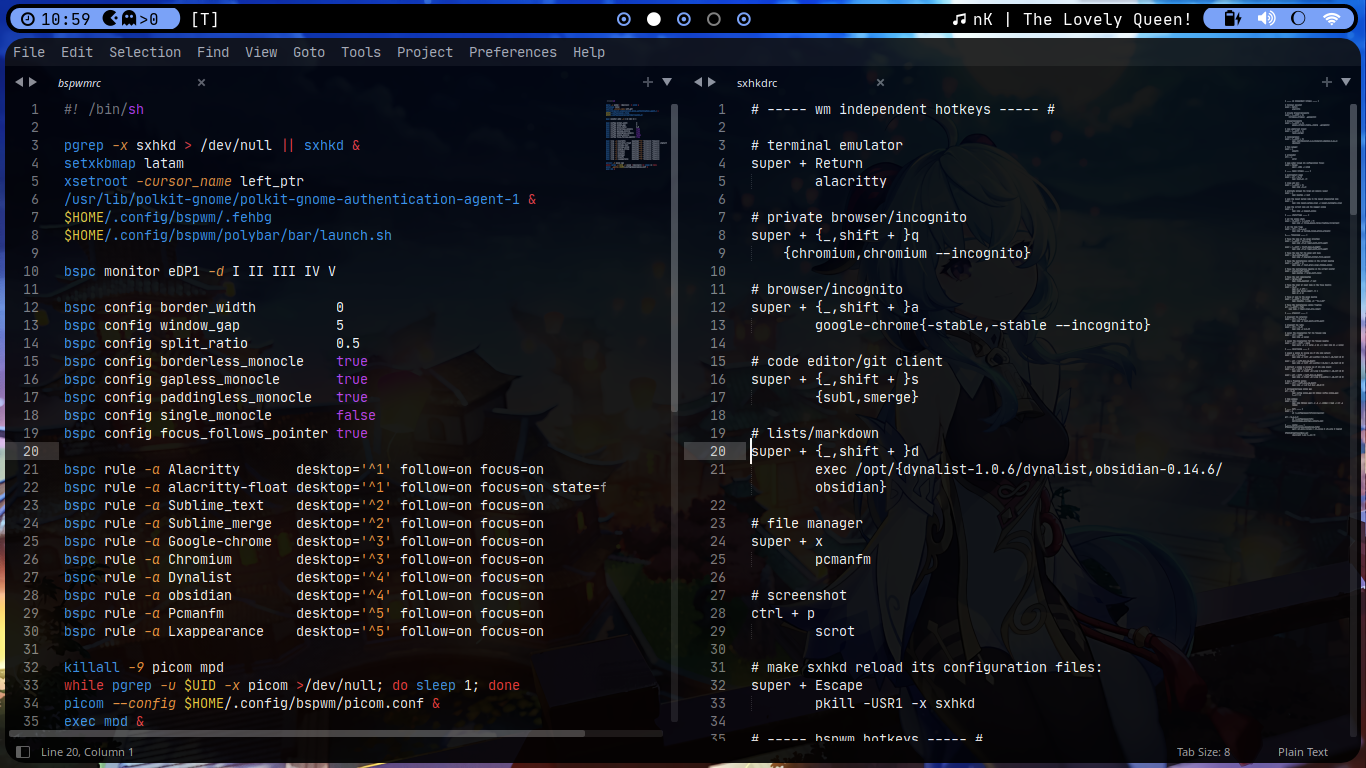 10:59 >0 [T] nK | The Lovely Queen!
File Edit Selection Find View Goto Tools Project Preferences Help
bspwmrc
1 #! /bin/sh
2
3 pgrep -x sxhkd > /dev/null || sxhkd &
4 setxkbmap latam
5 xsetroot -cursor_name left_ptr
6 /usr/lib/polkit-gnome/polkit-gnome-authentication-agent-1 &
7 $HOME/.config/bspwm/.fehbg
8 $HOME/.config/bspwm/polybar/bar/launch.sh
9
10 bspc monitor eDP1 -d I II III IV V
11
12 bspc config border_width 0
13 bspc config window_gap 5
14 bspc config split_ratio 0.5
15 bspc config borderless_monocle true
16 bspc config gapless_monocle true
17 bspc config paddingless_monocle true
18 bspc config single_monocle false
19 bspc config focus_follows_pointer true
20
21 bspc rule -a Alacritty desktop='^1' follow=on focus=on
22 bspc rule -a alacritty-float desktop='^1' follow=on focus=on state=f
23 bspc rule -a Sublime_text desktop='^2' follow=on focus=on
24 bspc rule -a Sublime_merge desktop='^2' follow=on focus=on
25 bspc rule -a Google-chrome desktop='^3' follow=on focus=on
26 bspc rule -a Chromium desktop='^3' follow=on focus=on
27 bspc rule -a Dynalist desktop='^4' follow=on focus=on
28 bspc rule -a obsidian desktop='^4' follow=on focus=on
29 bspc rule -a Pcmanfm desktop='^5' follow=on focus=on
30 bspc rule -a Lxappearance desktop='^5' follow=on focus=on
31
32 killall -9 picom mpd
33 while pgrep -u $UID -x picom >/dev/null; do sleep 1; done
34 picom --config $HOME/.config/bspwm/picom.conf &
35 exec mpd &
sxhkdrc
1 # ----- wm independent hotkeys ----- #
2
3 # terminal emulator
4 super + Return
5 alacritty
6
7 # private browser/incognito
8 super + {_,shift + }q
9 {chromium,chromium --incognito}
10
11 # browser/incognito
12 super + {_,shift + }a
13 google-chrome{-stable,-stable --incognito}
14
15 # code editor/git client
16 super + {_,shift + }s
17 {subl,smerge}
18
19 # lists/markdown
20 super + {_,shift + }d
21 exec /opt/{dynalist-1.0.6/dynalist,obsidian-0.14.6/
obsidian}
22
23 # file manager
24 super + x
25 pcmanfm
26
27 # screenshot
28 ctrl + p
29 scrot
30
31 # make sxhkd reload its configuration files:
32 super + Escape
33 pkill -USR1 -x sxhkd
34
35 # ----- bspwm hotkeys ----- #
Line 20, Column 1 Tab Size: 8 Plain Text